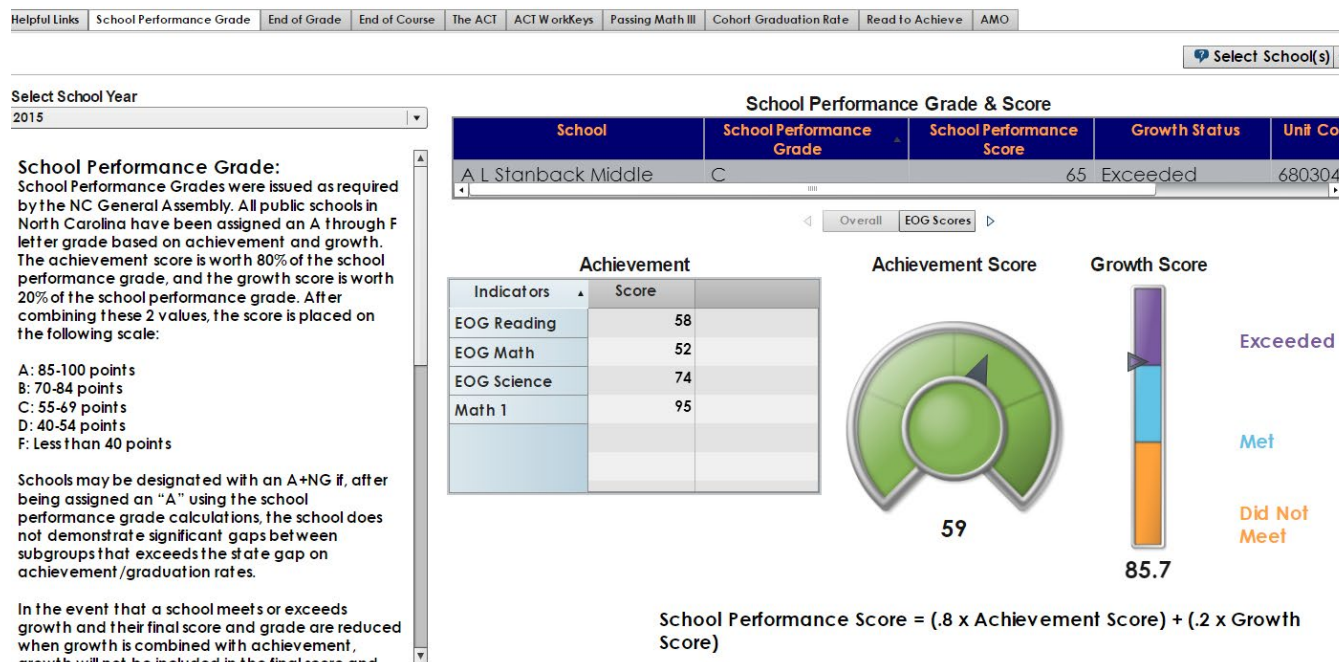 Helpful Links School Performance Grade End of Grade End of Course The ACT ACT WorkKeys Passing Math III Cohort Graduation Rate Read to Achieve AMO
Select School(s)
Select School Year
2015
School Performance Grade:
School Performance Grades were issued as required
by the NC General Assembly. All public schools in
North Carolina have been assigned an A through F
letter grade based on achievement and growth.
The achievement score is worth 80% of the school
performance grade, and the growth score is worth
20% of the school performance grade. After
combining these 2 values, the score is placed on
the following scale:
A: 85-100 points
B: 70-84 points
C: 55-69 points
D: 40-54 points
F: Less than 40 points
Schools may be designated with an A+NG if, after
being assigned an “A” using the school
performance grade calculations, the school does
not demonstrate significant gaps between
subgroups that exceeds the state gap on
achievement/graduation rates.
In the event that a school meets or exceeds
growth and their final score and grade are reduced
when growth is combined with achievement,
growth will not be included in the final score and
School Performance Grade & Score
School School Performance Grade School Performance Score Growth Status Unit Co
A L Stanback Middle C 65 Exceeded 680304
Overall EOG Scores
Achievement
Indicators Score
EOG Reading 58
EOG Math 52
EOG Science 74
Math 1 95
Achievement Score
59
Growth Score
Exceeded
Met
Did Not
Meet
85.7
School Performance Score = (.8 x Achievement Score) + (.2 x Growth
Score)